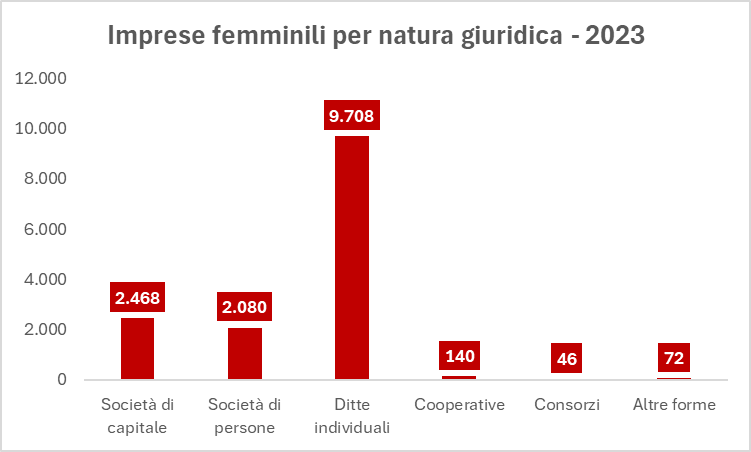 Imprese femminili per natura giuridica - 2023
12.000
10.000
8.000
6.000
4.000
2.000
0
2.468
2.080
9.708
140
46
72
Società di
capitale
Società di
persone
Ditte
individuali
Cooperative
Consorzi
Altre forme